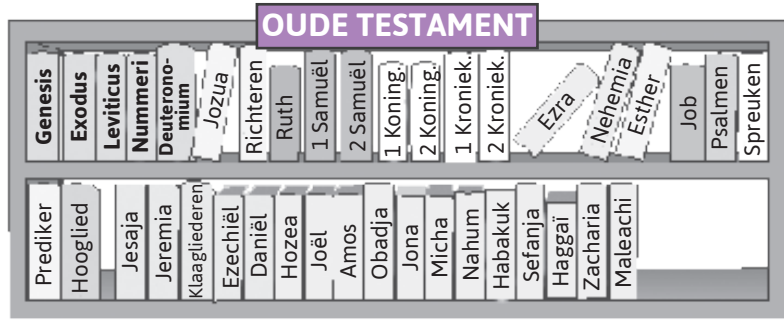 OUDE TESTAMENT
Genesis
Exodus
Leviticus
Nummeri
Deuterono-
mium
Jozua
Richteren
Ruth
1 Samuël
2 Samuël
1 Koning.
2 Koning.
1 Kroniek.
2 Kroniek.
Ezra
Nehemia
Esther
Job
Psalmen
Spreuken
Prediker
Hooglied
Jesaja
Jeremia
Klaagliederen
Ezechiël
Daniël
Hozea
Joël
Amos
Obadja
Jona
Micha
Nahum
Habakuk
Sefanja
Haggaï
Zacharia
Maleachi